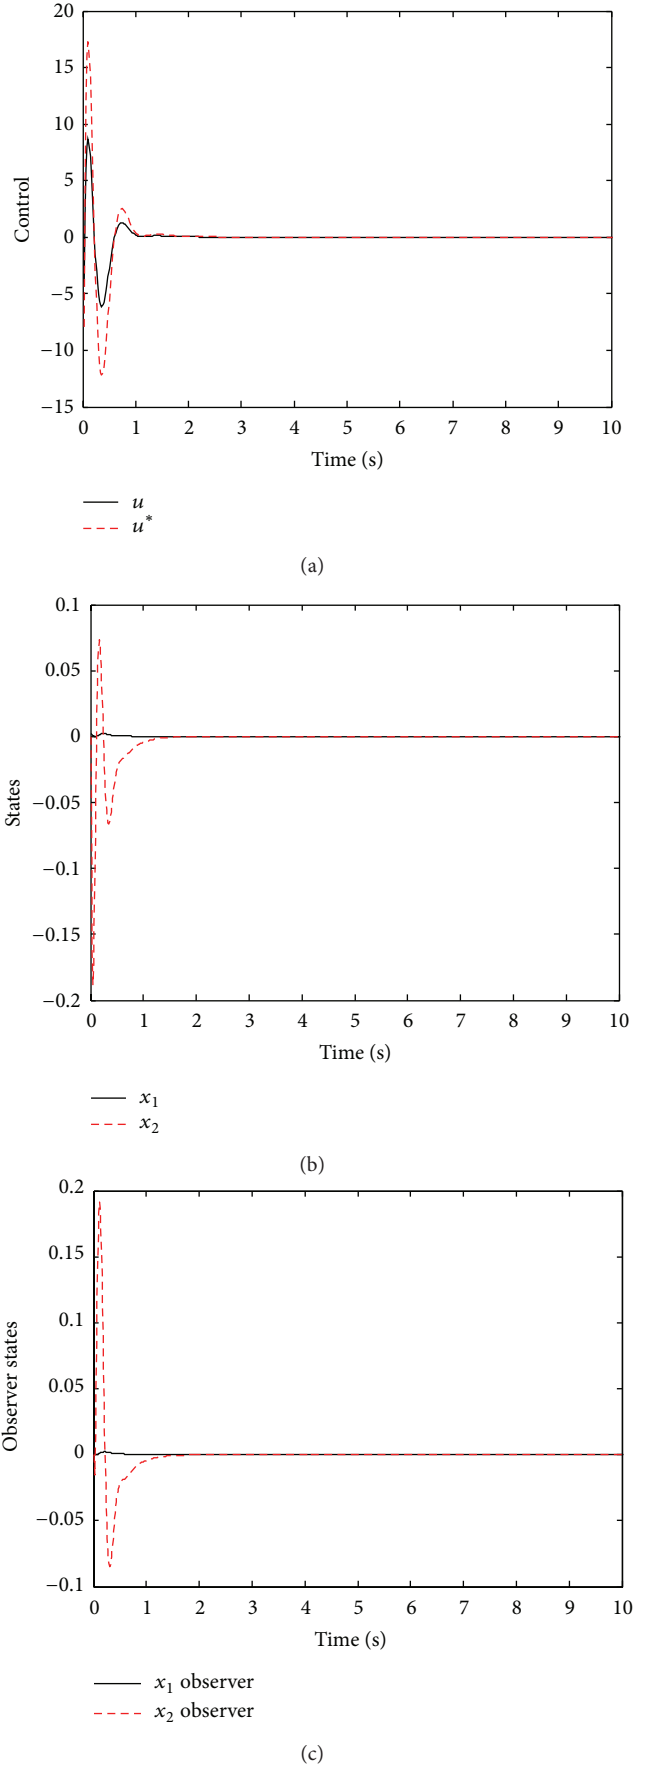 20
15
10
5
0
−5
−10
−15
Control
0 1 2 3 4 5 6 7 8 9 10
Time (s)
u
u*
(a)
0.1
0.05
0
−0.05
−0.1
−0.15
−0.2
States
0 1 2 3 4 5 6 7 8 9 10
Time (s)
x1
x2
(b)
0.2
0.15
0.1
0.05
0
−0.05
−0.1
Observer states
0 1 2 3 4 5 6 7 8 9 10
Time (s)
x1 observer
x2 observer
(c)